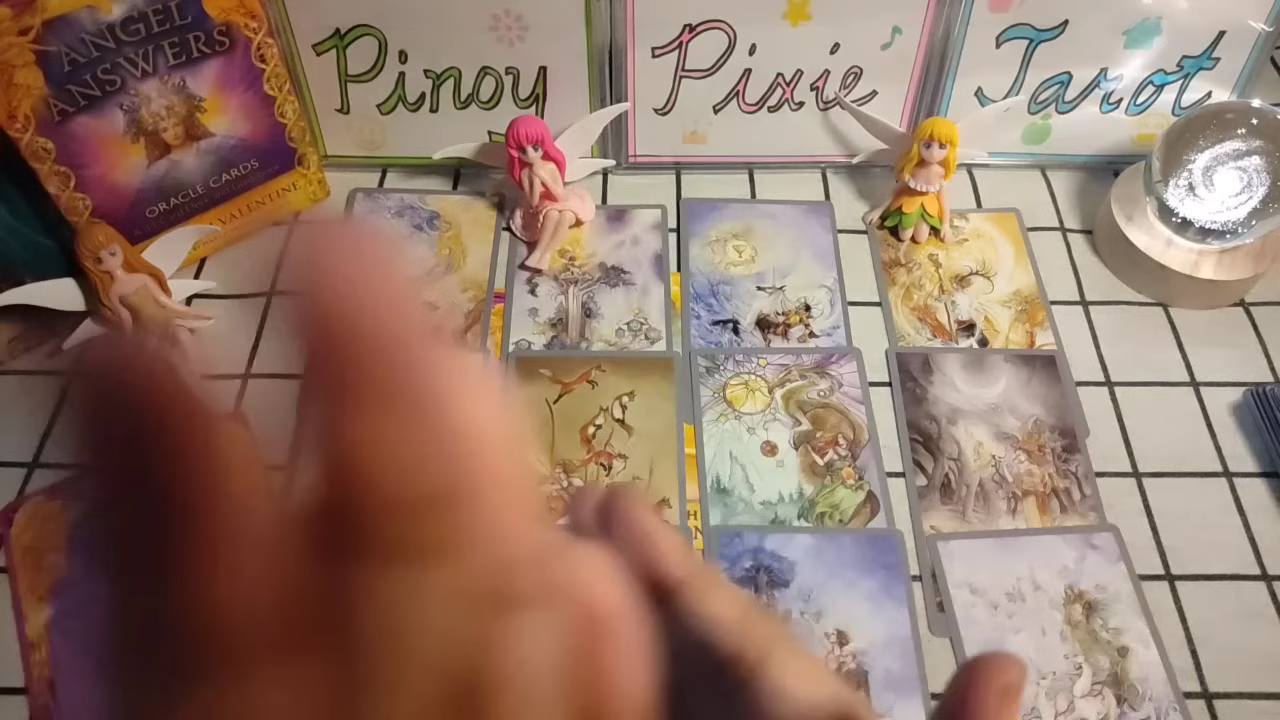 ANGEL
ANSWERS
ORACLE CARDS
VALENTINE
Pinoy
Pixie
Tarot